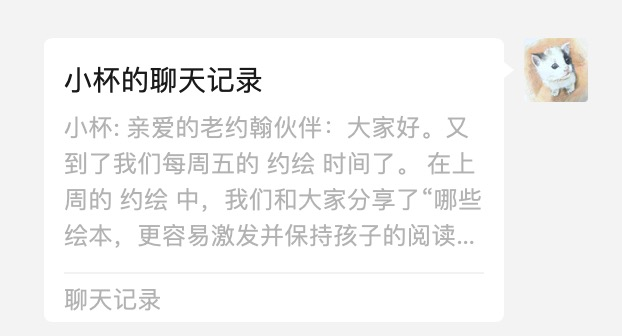 小杯的聊天记录
小杯: 亲爱的老约翰伙伴：大家好。又
到了我们每周五的 约绘 时间了。 在上
周的 约绘 中，我们和大家分享了“哪些
绘本，更容易激发并保持孩子的阅读...
聊天记录